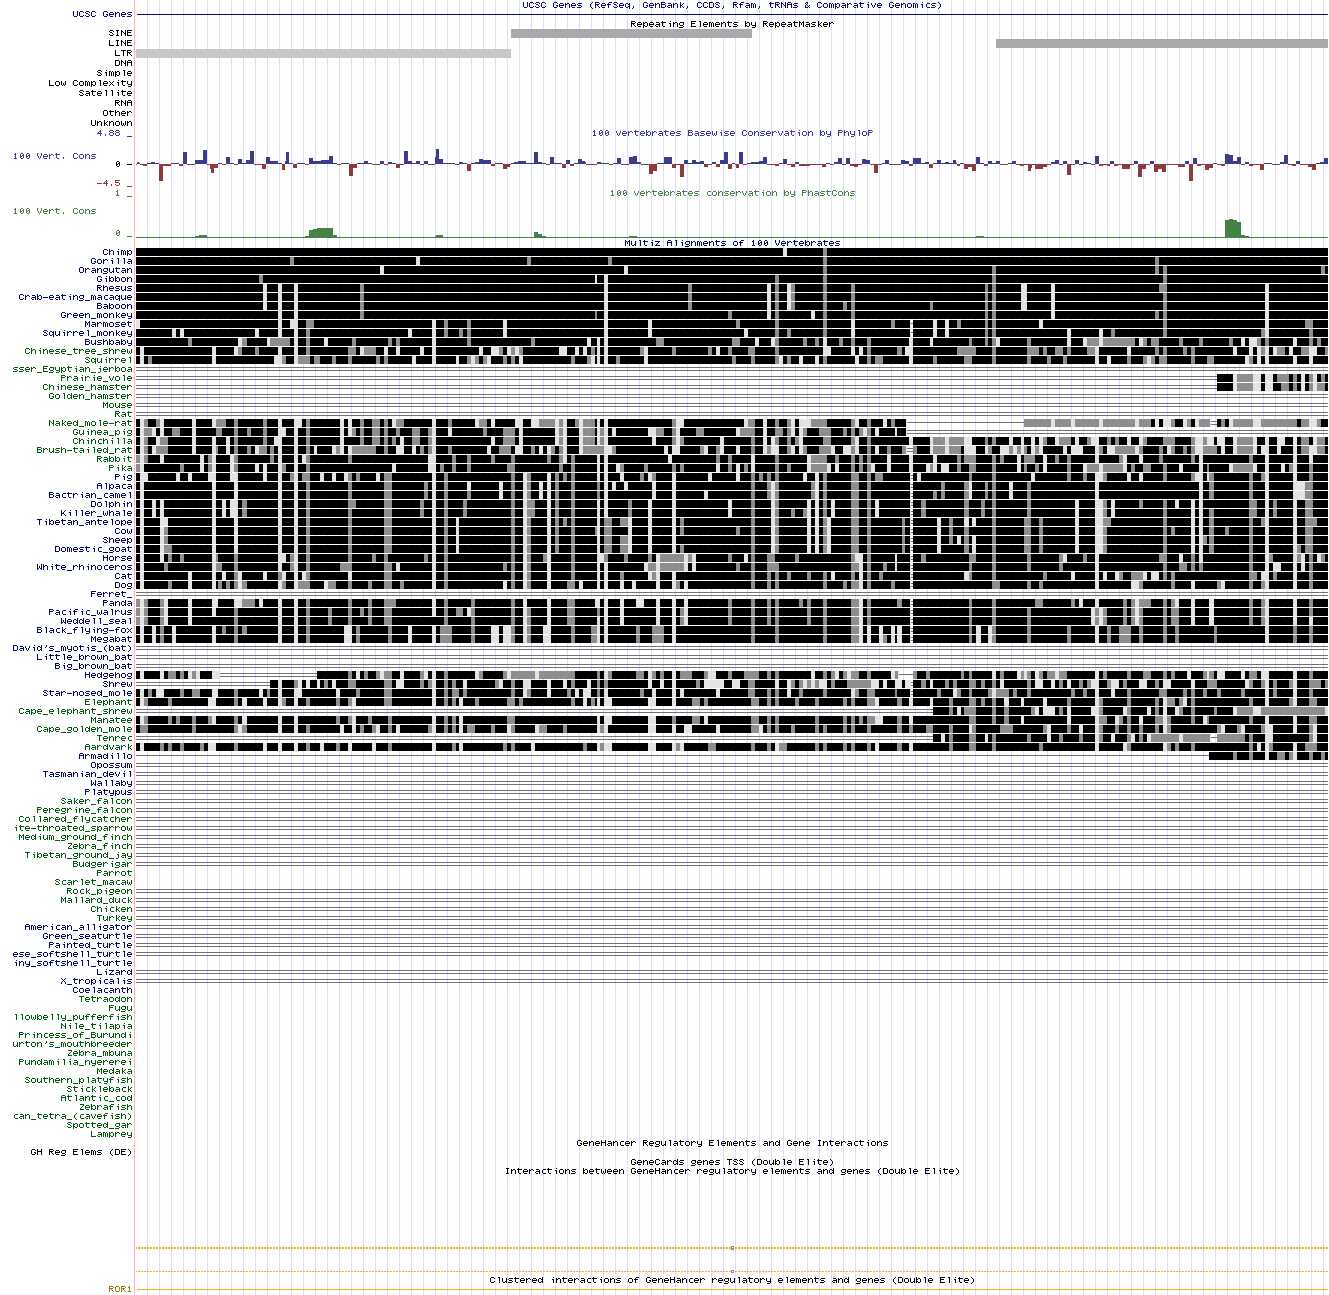 UCSC Genes (RefSeq, GenBank, CCDS, Rfam, tRNAs & Comparative Genomics)
UCSC Genes
Repeating Elements by RepeatMasker
SINE
LINE
LTR
DNA
Simple
Low Complexity
Satellite
RNA
Other
Unknown
4.88 _
100 vertebrates Basewise Conservation by PhyloP
100 Vert. Cons
0 _
-4.5 _
1 _
100 vertebrates conservation by PhastCons
100 Vert. Cons
0 _
Multiz Alignments of 100 Vertebrates
Chimp
Gorilla
Orangutan
Gibbon
Rhesus
Crab-eating_macaque
Baboon
Green_monkey
Marmoset
Squirrel_monkey
Bushbaby
Chinese_tree_shrew
Squirrel
sser_Egyptian_jerboa
Prairie_vole
Chinese_hamster
Golden_hamster
Mouse
Rat
Naked_mole-rat
Guinea_pig
Chinchilla
Brush-tailed_rat
Rabbit
Pika
Pig
Alpaca
Bactrian_camel
Dolphin
Killer_whale
Tibetan_antelope
Cow
Sheep
Domestic_goat
Horse
White_rhinoceros
Cat
Dog
Ferret_
Panda
Pacific_walrus
Weddell_seal
Black_flying-fox
Megabat
David's_myotis_(bat)
Little_brown_bat
Big_brown_bat
Hedgehog
Shrew
Star-nosed_mole
Elephant
Cape_elephant_shrew
Manatee
Cape_golden_mole
Tenrec
Aardvark
Armadillo
Opossum
Tasmanian_devil
Wallaby
Platypus
Saker_falcon
Peregrine_falcon
Collared_flycatcher
ite-throated_sparrow
Medium_ground_finch
Zebra_finch
Tibetan_ground_jay
Budgerigar
Parrot
Scarlet_macaw
Rock_pigeon
Mallard_duck
Chicken
Turkey
American_alligator
Green_seaturtle
Painted_turtle
ese_softshell_turtle
iny_softshell_turtle
Lizard
X_tropicalis
Coelacanth
Tetraodon
Fugu
llowbelly_pufferfish
Nile_tilapia
Princess_of_Burundi
urton's_mouthbreeder
Zebra_mbuna
Pundamilia_nyererei
Medaka
Southern_platyfish
Stickleback
Atlantic_cod
Zebrafish
can_tetra_(cavefish)
Spotted_gar
Lamprey
GeneHancer Regulatory Elements and Gene Interactions
GH Reg Elems (DE)
GeneCards genes TSS (Double Elite)
Interactions between GeneHancer regulatory elements and genes (Double Elite)
Clustered interactions of GeneHancer regulatory elements and genes (Double Elite)
ROR1